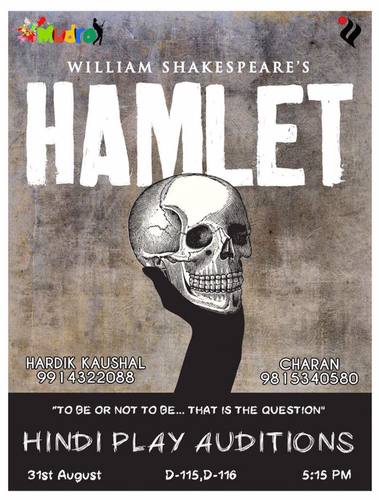 Mudra
WILLIAM SHAKESPEARE'S
HAMLET
HARDIK KAUSHAL
9914322088
CHARAN
9815340580
"TO BE OR NOT TO BE... THAT IS THE QUESTION"
HINDI PLAY AUDITIONS
31st August D-115,D-116 5:15 PM